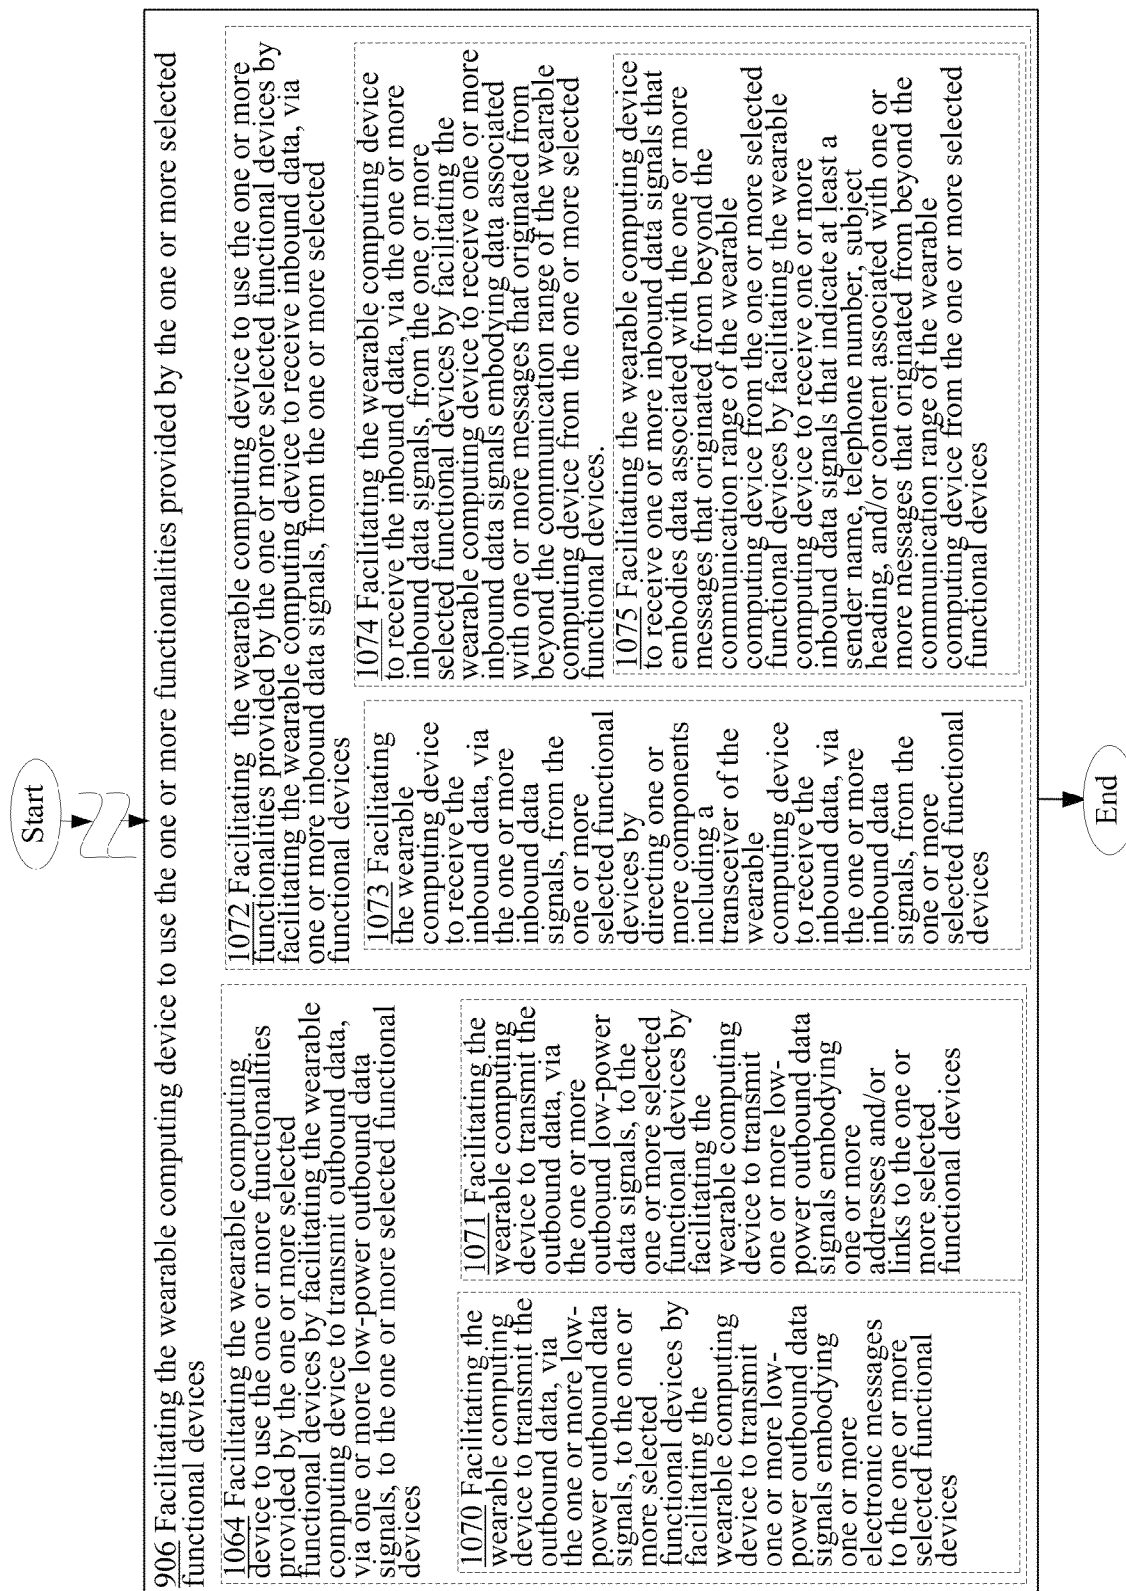 Start
906 Facilitating the wearable computing device to use the one or more functionalities provided by the one or more selected
functional devices
1064 Facilitating the wearable computing
device to use the one or more functionalities
provided by the one or more selected
functional devices by facilitating the wearable
computing device to transmit outbound data,
via one or more low-power outbound data
signals, to the one or more selected functional
devices
1070 Facilitating the
wearable computing
device to transmit the
outbound data, via
the one or more low-
power outbound data
signals, to the one or
more selected
functional devices by
facilitating the
wearable computing
device to transmit
one or more low-
power outbound data
signals embodying
one or more
electronic messages
to the one or more
selected functional
devices
1071 Facilitating the
wearable computing
device to transmit the
outbound data, via
the one or more
outbound low-power
data signals, to the
one or more selected
functional devices by
facilitating the
wearable computing
device to transmit
one or more low-
power outbound data
signals embodying
one or more
addresses and/or
links to the one or
more selected
functional devices
1072 Facilitating the wearable computing device to use the one or more
functionalities provided by the one or more selected functional devices by
facilitating the wearable computing device to receive inbound data, via
one or more inbound data signals, from the one or more selected
functional devices
1073 Facilitating
the wearable
computing device
to receive the
inbound data, via
the one or more
inbound data
signals, from the
one or more
selected functional
devices by
directing one or
more components
including a
transceiver of the
wearable
computing device
to receive the
inbound data, via
the one or more
inbound data
signals, from the
one or more
selected functional
devices
1074 Facilitating the wearable computing device
to receive the inbound data, via the one or more
inbound data signals, from the one or more
selected functional devices by facilitating the
wearable computing device to receive one or more
inbound data signals embodying data associated
with one or more messages that originated from
beyond the communication range of the wearable
computing device from the one or more selected
functional devices.
1075 Facilitating the wearable computing device
to receive one or more inbound data signals that
embodies data associated with the one or more
messages that originated from beyond the
communication range of the wearable
computing device from the one or more selected
functional devices by facilitating the wearable
computing device to receive one or more
inbound data signals that indicate at least a
sender name, telephone number, subject
heading, and/or content associated with one or
more messages that originated from beyond the
communication range of the wearable
computing device from the one or more selected
functional devices
End